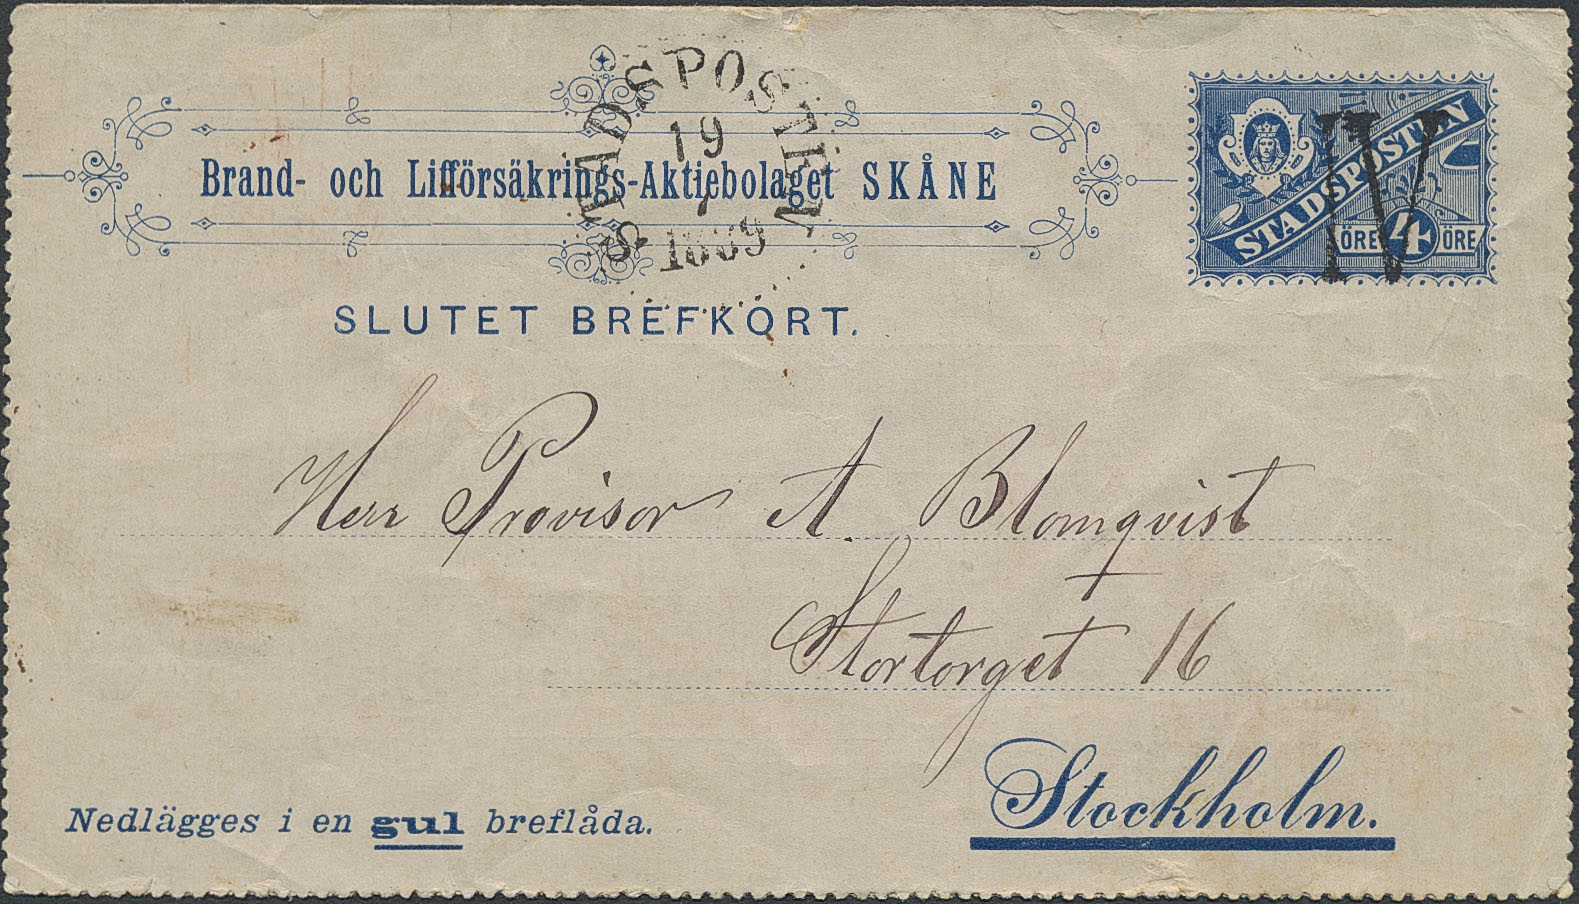 STADSPOSTEN
19
7
1889
Brand- och Lifförsäkrings-Aktiebolaget SKÅNE
STADSPOSTEN
ÖRE 4 ÖRE
IV
SLUTET BREFKORT.
Herr Provisor A. Blomqvist
Stortorget 16
Stockholm.
Nedlägges i en gul breflåda.